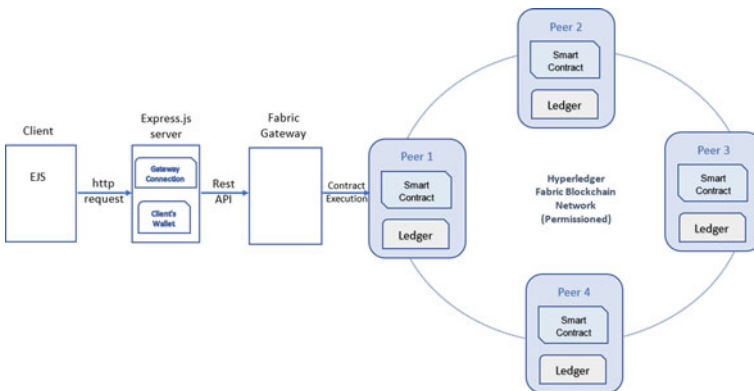 Client
EJS
http
request
Express.js
server
Gateway
Connection
Client's
Wallet
Rest
API
Fabric
Gateway
Contract
Execution
Peer 1
Smart
Contract
Ledger
Peer 2
Smart
Contract
Ledger
Hyperledger
Fabric Blockchain
Network
(Permissioned)
Peer 3
Smart
Contract
Ledger
Peer 4
Smart
Contract
Ledger